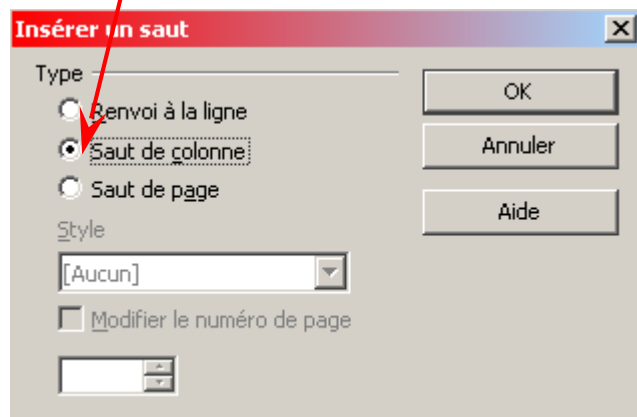 Insérer un saut
Type
Renvoi à la ligne
Saut de colonne
Saut de page
Style
[Aucun]
Modifier le numéro de page
OK
Annuler
Aide